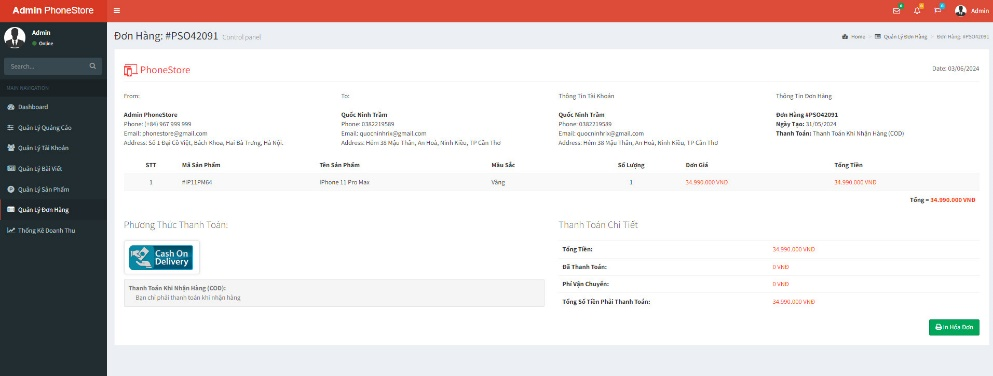 Admin PhoneStore
Admin
Admin
Online
Search...
MAIN NAVIGATION
Dashboard
Quản Lý Quảng Cáo
Quản Lí Tài Khoản
Quản Lí Bài Viết
Quản Lí Sản Phẩm
Quản Lý Đơn Hàng
Thống Kê Doanh Thu
Đơn Hàng: #PSO42091 Control panel
Home > Quản Lý Đơn Hàng > Đơn Hàng: #PSO42091
PhoneStore
Date: 03/06/2024
From:
Admin PhoneStore
Phone: (+84) 967 999 999
Email: phonestore@gmail.com
Address: Số 1 Đại Cồ Việt, Bách Khoa, Hai Bà Trưng, Hà Nội.
To:
Quốc Ninh Trầm
Phone: 0382219589
Email: quocninhrix@gmail.com
Address: Hẻm 38 Mậu Thân, An Hoà, Ninh Kiều, TP Cần Thơ
Thông Tin Tài Khoản
Quốc Ninh Trầm
Phone: 0382219589
Email: quocninhrix@gmail.com
Address: Hẻm 38 Mậu Thân, An Hoà, Ninh Kiều, TP Cần Thơ
Thông Tin Đơn Hàng
Đơn Hàng #PSO42091
Ngày Tạo: 31/05/2024
Thanh Toán: Thanh Toán Khi Nhận Hàng (COD)
STT Mã Sản Phẩm Tên Sản Phẩm Màu Sắc Số Lượng Đơn Giá Tổng Tiền
1 #IP11PM64 iPhone 11 Pro Max Vàng 1 34.990.000 VNĐ 34.990.000 VNĐ
Tổng = 34.990.000 VNĐ
Phương Thức Thanh Toán:
Cash On
Delivery
Thanh Toán Khi Nhận Hàng (COD):
Bạn chỉ phải thanh toán khi nhận hàng
Thanh Toán Chi Tiết
Tổng Tiền: 34.990.000 VNĐ
Đã Thanh Toán: 0 VNĐ
Phí Vận Chuyển: 0 VNĐ
Tổng Số Tiền Phải Thanh Toán: 34.990.000 VNĐ
In Hóa Đơn